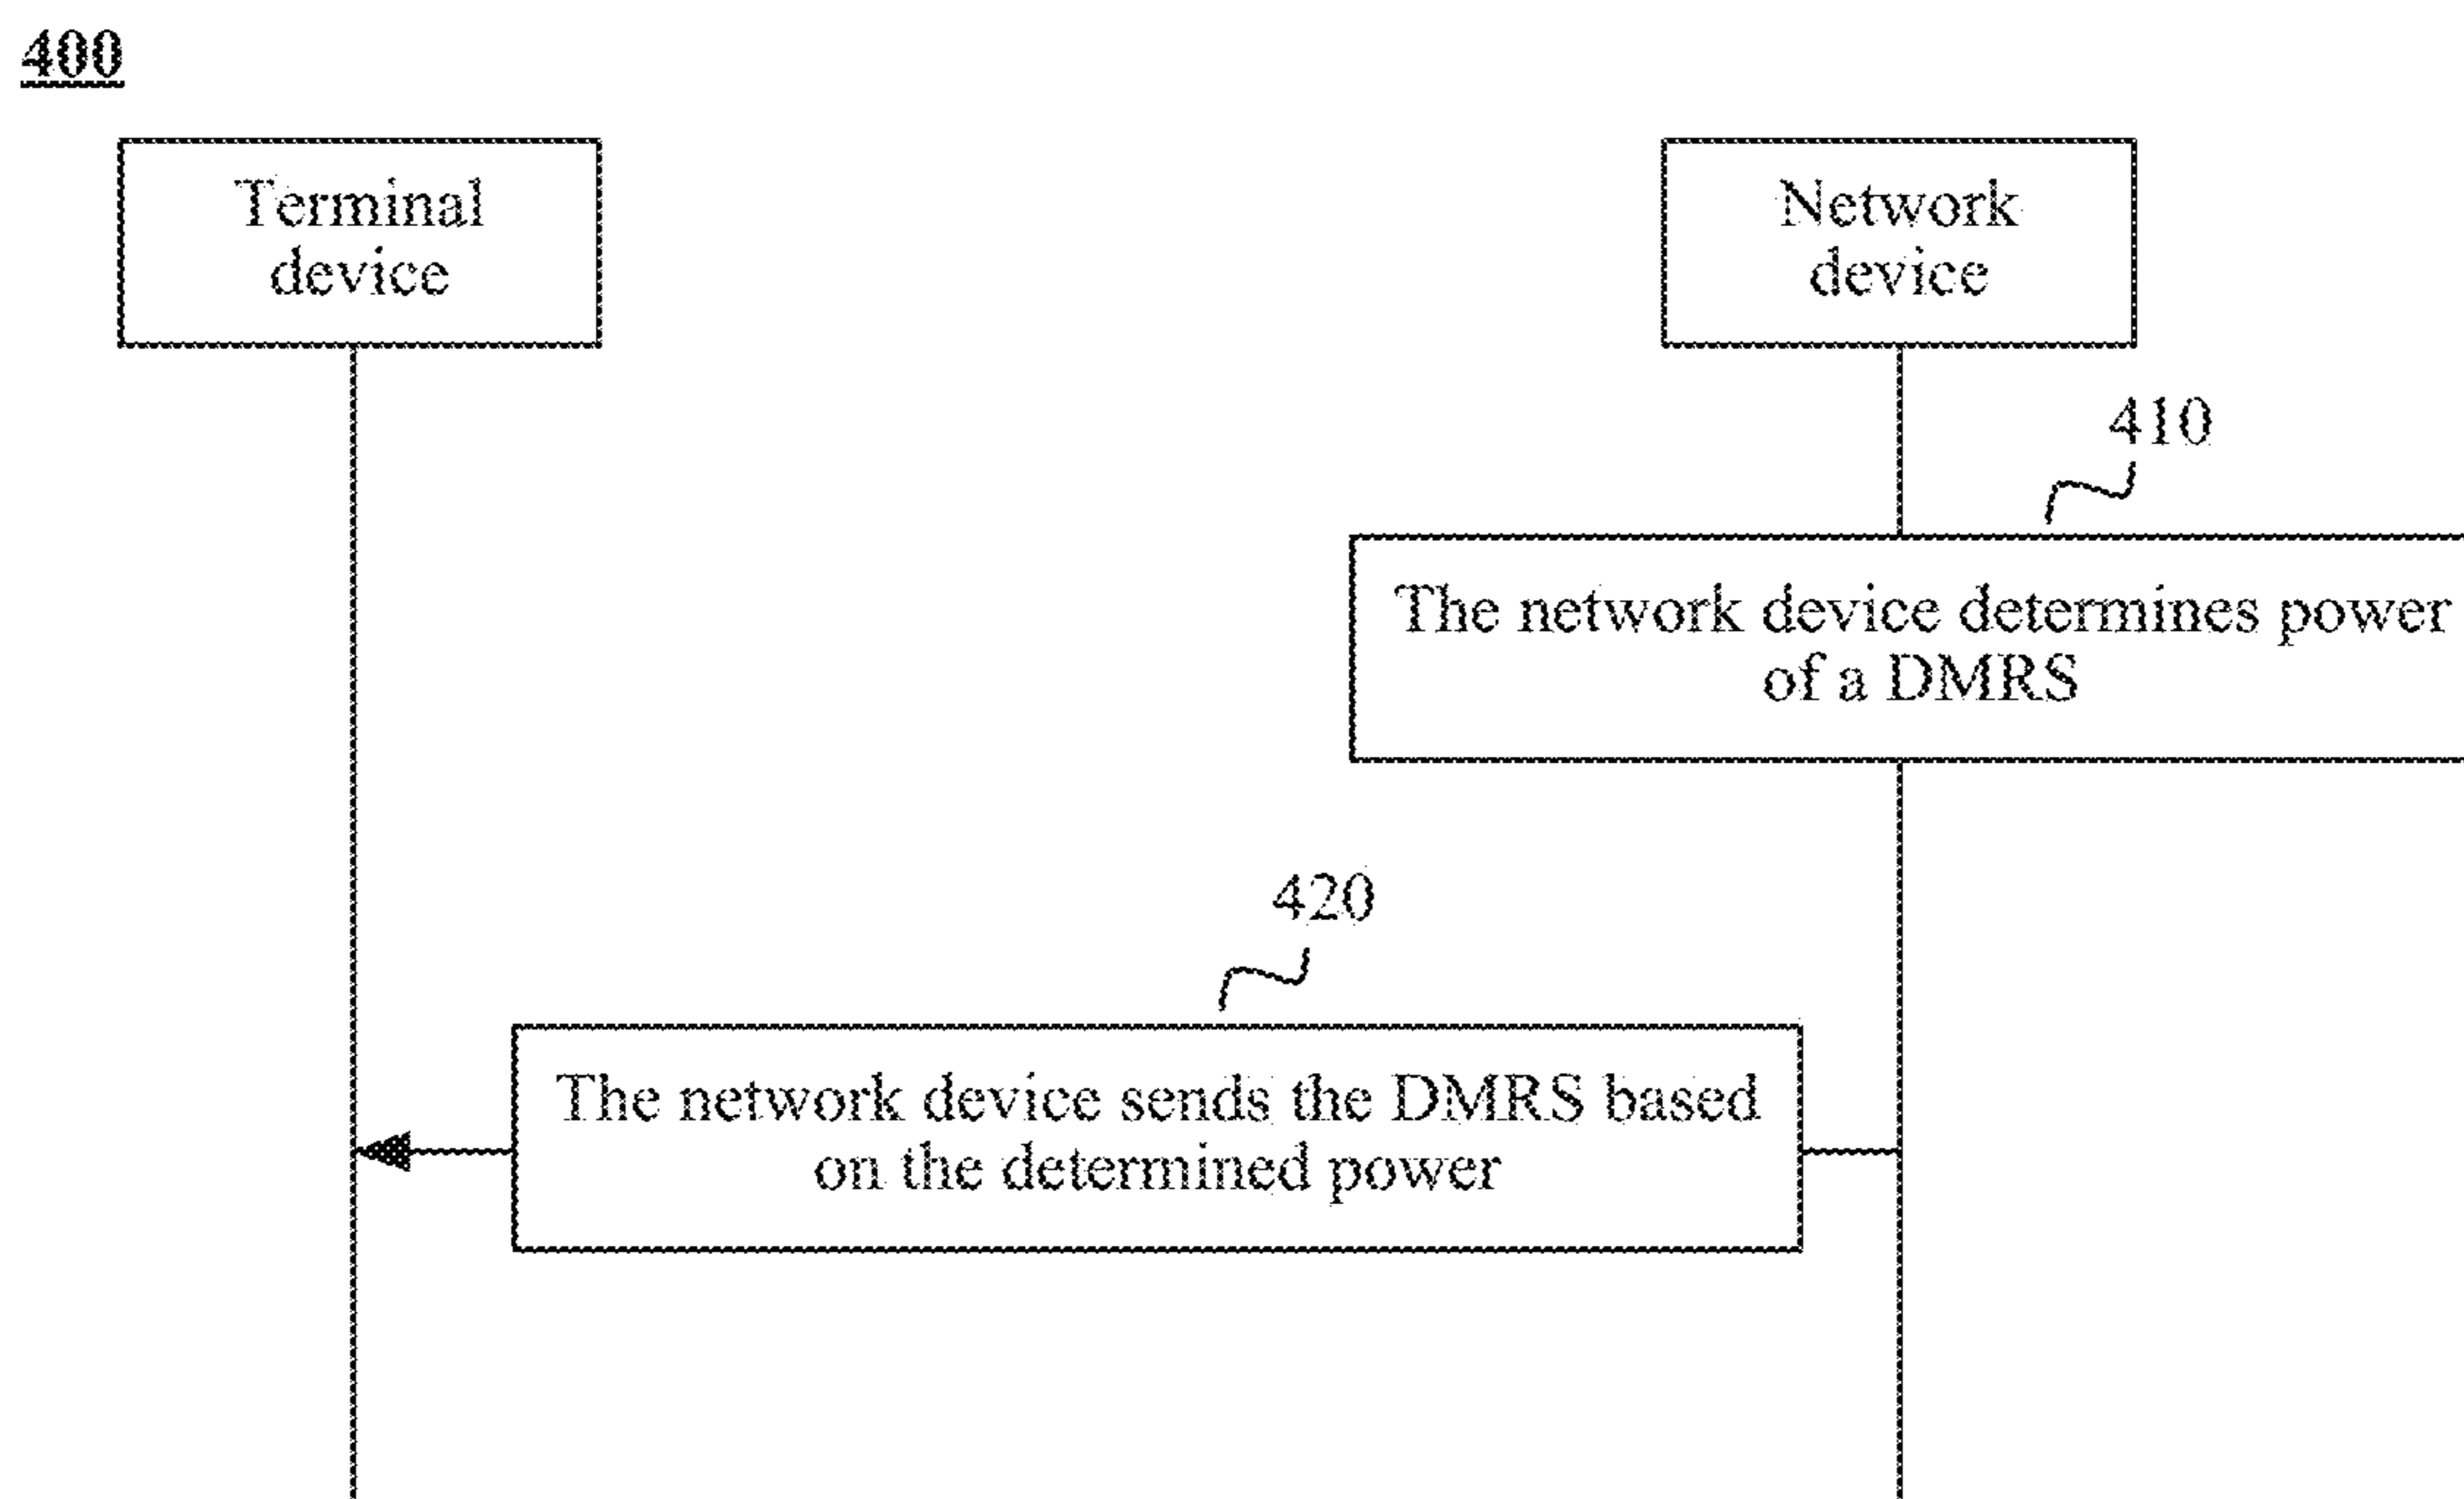 400
Terminal
device
Network
device
410
The network device determines power
of a DMRS
420
The network device sends the DMRS based
on the determined power